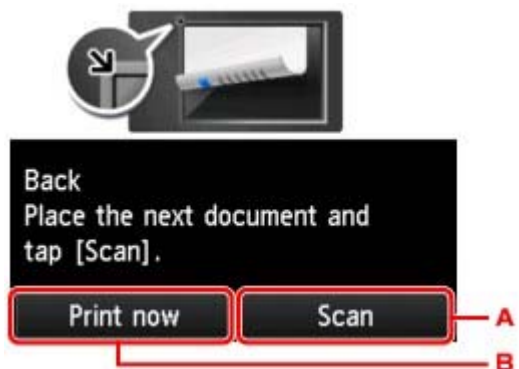 Back
Place the next document and
tap [Scan].
Print now Scan A
B